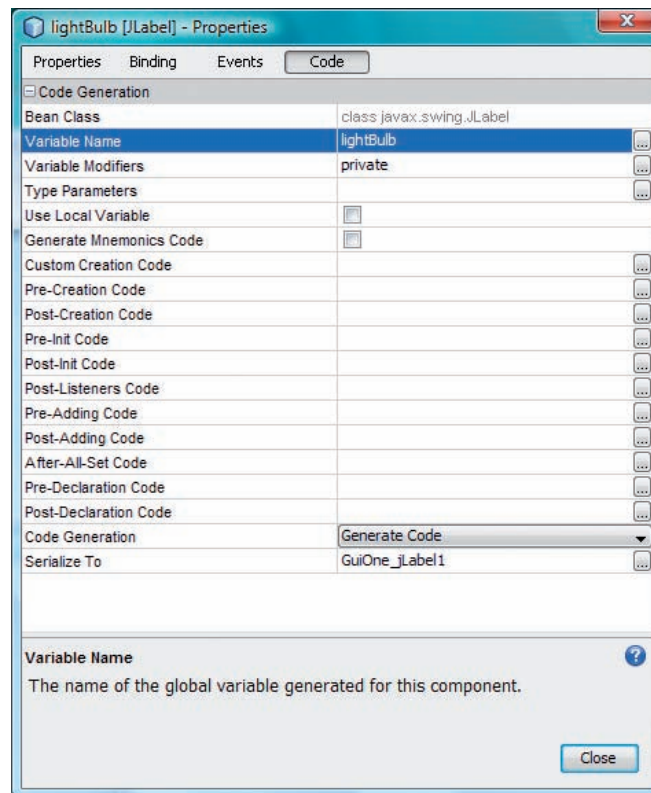 lightBulb [JLabel] - Properties
Properties Binding Events Code
Code Generation
Bean Class class javax.swing.JLabel
Variable Name lightBulb ...
Variable Modifiers private ...
Type Parameters ...
Use Local Variable
Generate Mnemonics Code
Custom Creation Code ...
Pre-Creation Code ...
Post-Creation Code ...
Pre-Init Code ...
Post-Init Code ...
Post-Listeners Code ...
Pre-Adding Code ...
Post-Adding Code ...
After-All-Set Code ...
Pre-Declaration Code ...
Post-Declaration Code ...
Code Generation Generate Code
Serialize To GuiOne_jLabel1 ...
Variable Name ?
The name of the global variable generated for this component.
Close